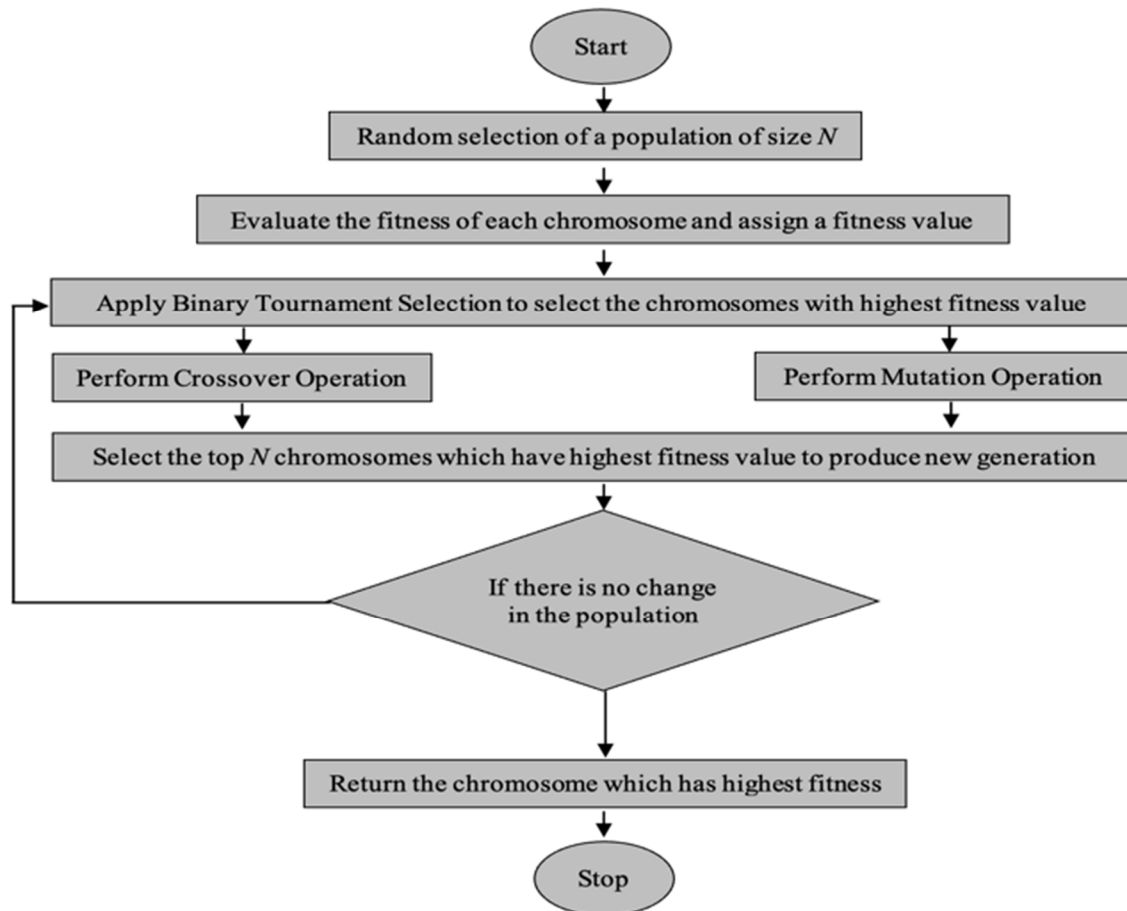 Start
Random selection of a population of size N
Evaluate the fitness of each chromosome and assign a fitness value
Apply Binary Tournament Selection to select the chromosomes with highest fitness value
Perform Crossover Operation
Perform Mutation Operation
Select the top N chromosomes which have highest fitness value to produce new generation
If there is no change
in the population
Return the chromosome which has highest fitness
Stop